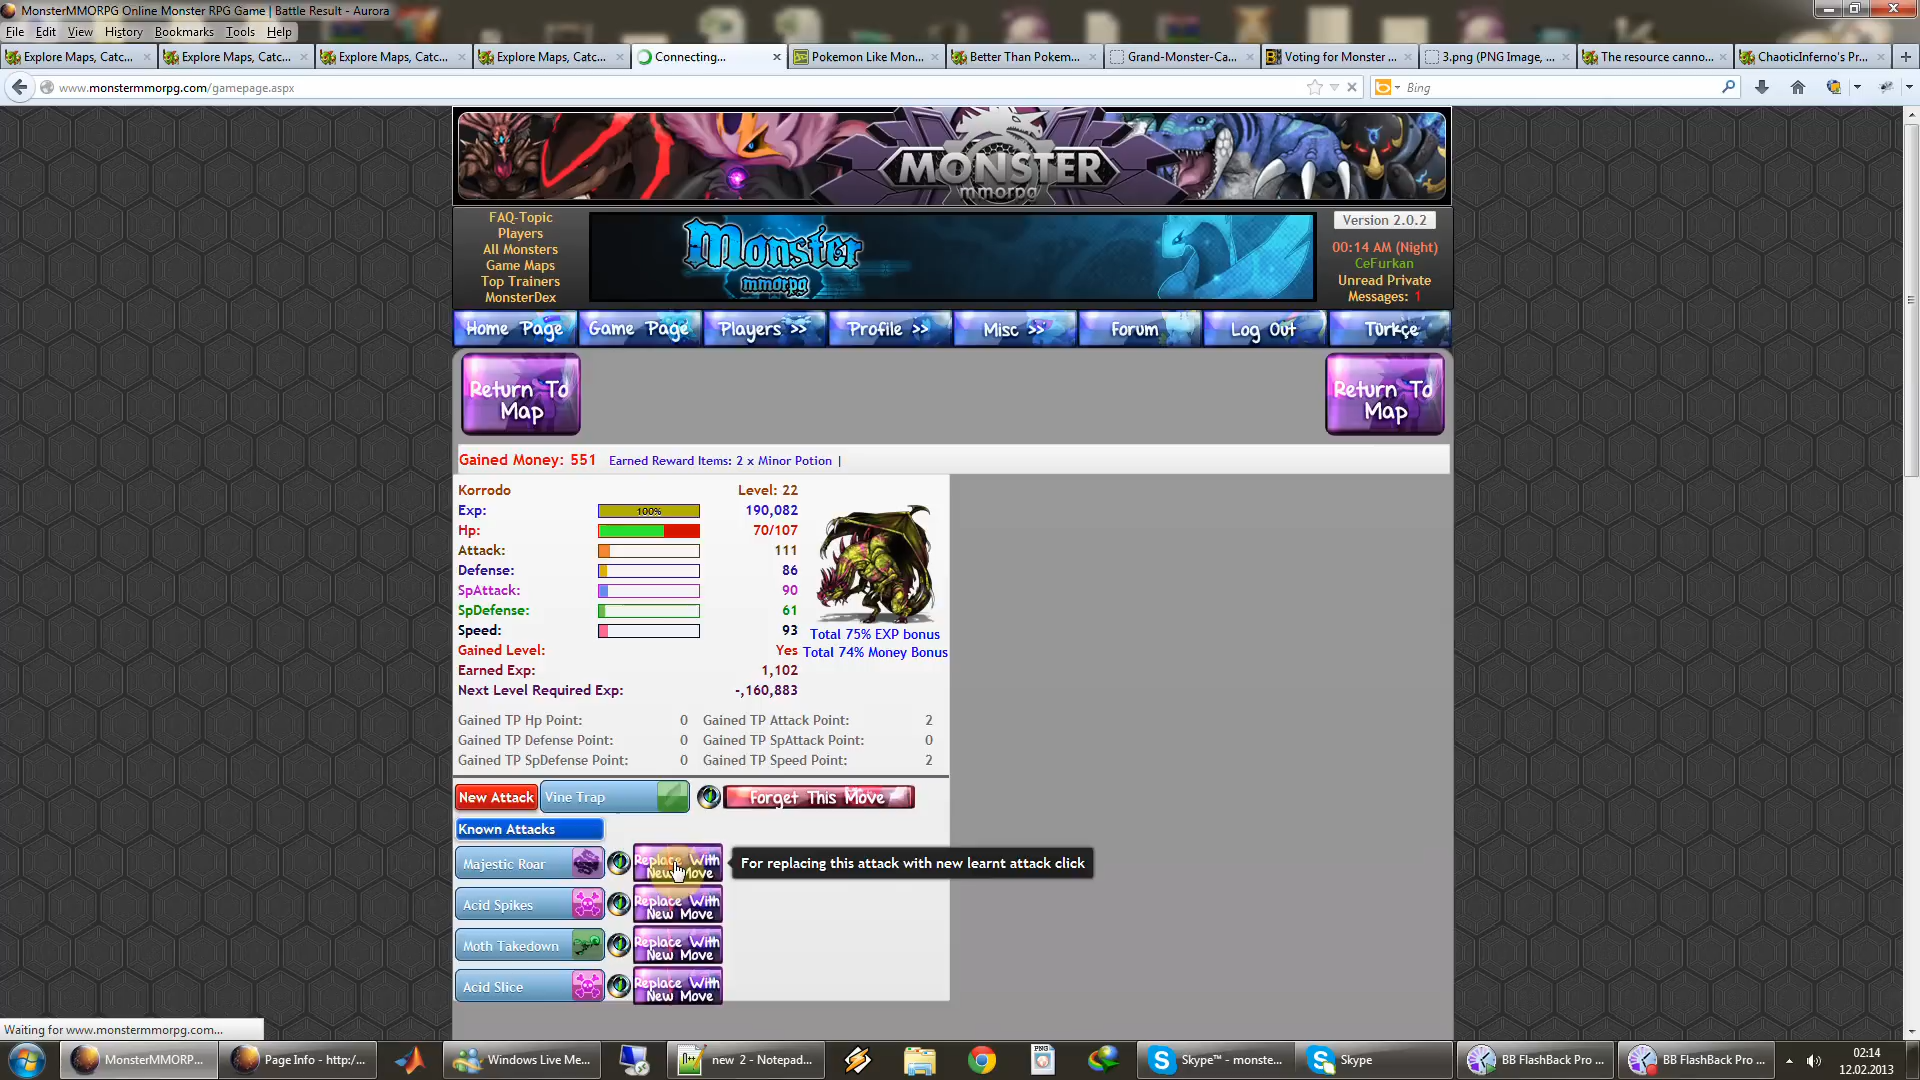 MonsterMMORPG Online Monster RPG Game | Battle Result - Aurora
File Edit View History Bookmarks Tools Help
Explore Maps, Catc...
Explore Maps, Catc...
Explore Maps, Catc...
Explore Maps, Catc...
Connecting...
Pokemon Like Mon...
Better Than Pokem...
Grand-Monster-Ca...
Voting for Monster ...
3.png (PNG Image, ...
The resource canno...
ChaoticInferno's Pr...
www.monstermmorpg.com/gamepage.aspx
Bing
MONSTER
mmorpg
FAQ-Topic
Players
All Monsters
Game Maps
Top Trainers
MonsterDex
Monster
mmorpg
Version 2.0.2
00:14 AM (Night)
CeFurkan
Unread Private
Messages: 1
Home Page
Game Page
Players >>
Profile >>
Misc >>
Forum
Log Out
Türkçe
Return To
Map
Return To
Map
Gained Money: 551 Earned Reward Items: 2 x Minor Potion |
Korrodo Level: 22
Exp: 100% 190,082
Hp: 70/107
Attack: 111
Defense: 86
SpAttack: 90
SpDefense: 61
Speed: 93
Total 75% EXP bonus
Gained Level: Yes
Total 74% Money Bonus
Earned Exp: 1,102
Next Level Required Exp: -,160,883
Gained TP Hp Point: 0 Gained TP Attack Point: 2
Gained TP Defense Point: 0 Gained TP SpAttack Point: 0
Gained TP SpDefense Point: 0 Gained TP Speed Point: 2
New Attack Vine Trap Forget This Move
Known Attacks
Majestic Roar
Replace With
New Move
For replacing this attack with new learnt attack click
Acid Spikes
Replace With
New Move
Moth Takedown
Replace With
New Move
Acid Slice
Replace With
New Move
Waiting for www.monstermmorpg.com...
MonsterMMORP...
Page Info - http:/...
Windows Live Me...
new 2 - Notepad...
PNG
Skype™ - monste...
Skype
BB FlashBack Pro ...
BB FlashBack Pro ...
02:14
12.02.2013